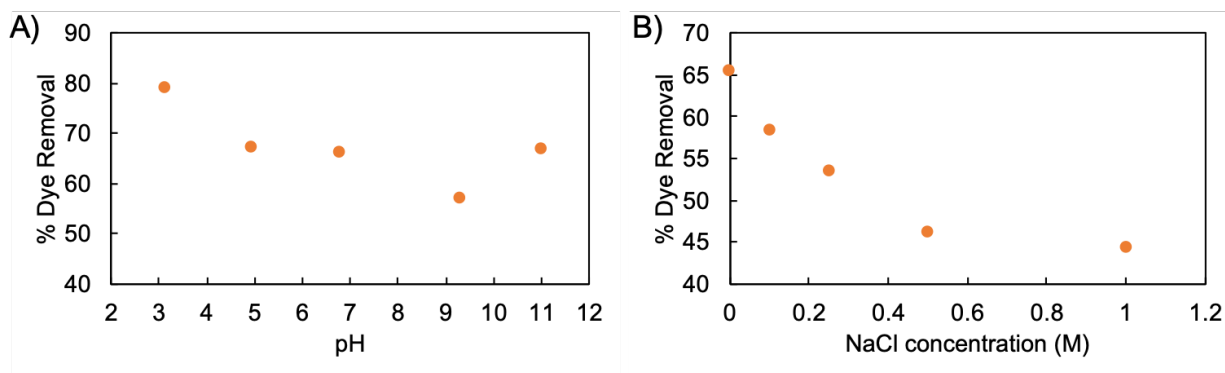 A)
% Dye Removal
90
80
70
60
50
40
2 3 4 5 6 7 8 9 10 11 12
pH
B)
% Dye Removal
70
65
60
55
50
45
40
0 0.2 0.4 0.6 0.8 1 1.2
NaCl concentration (M)